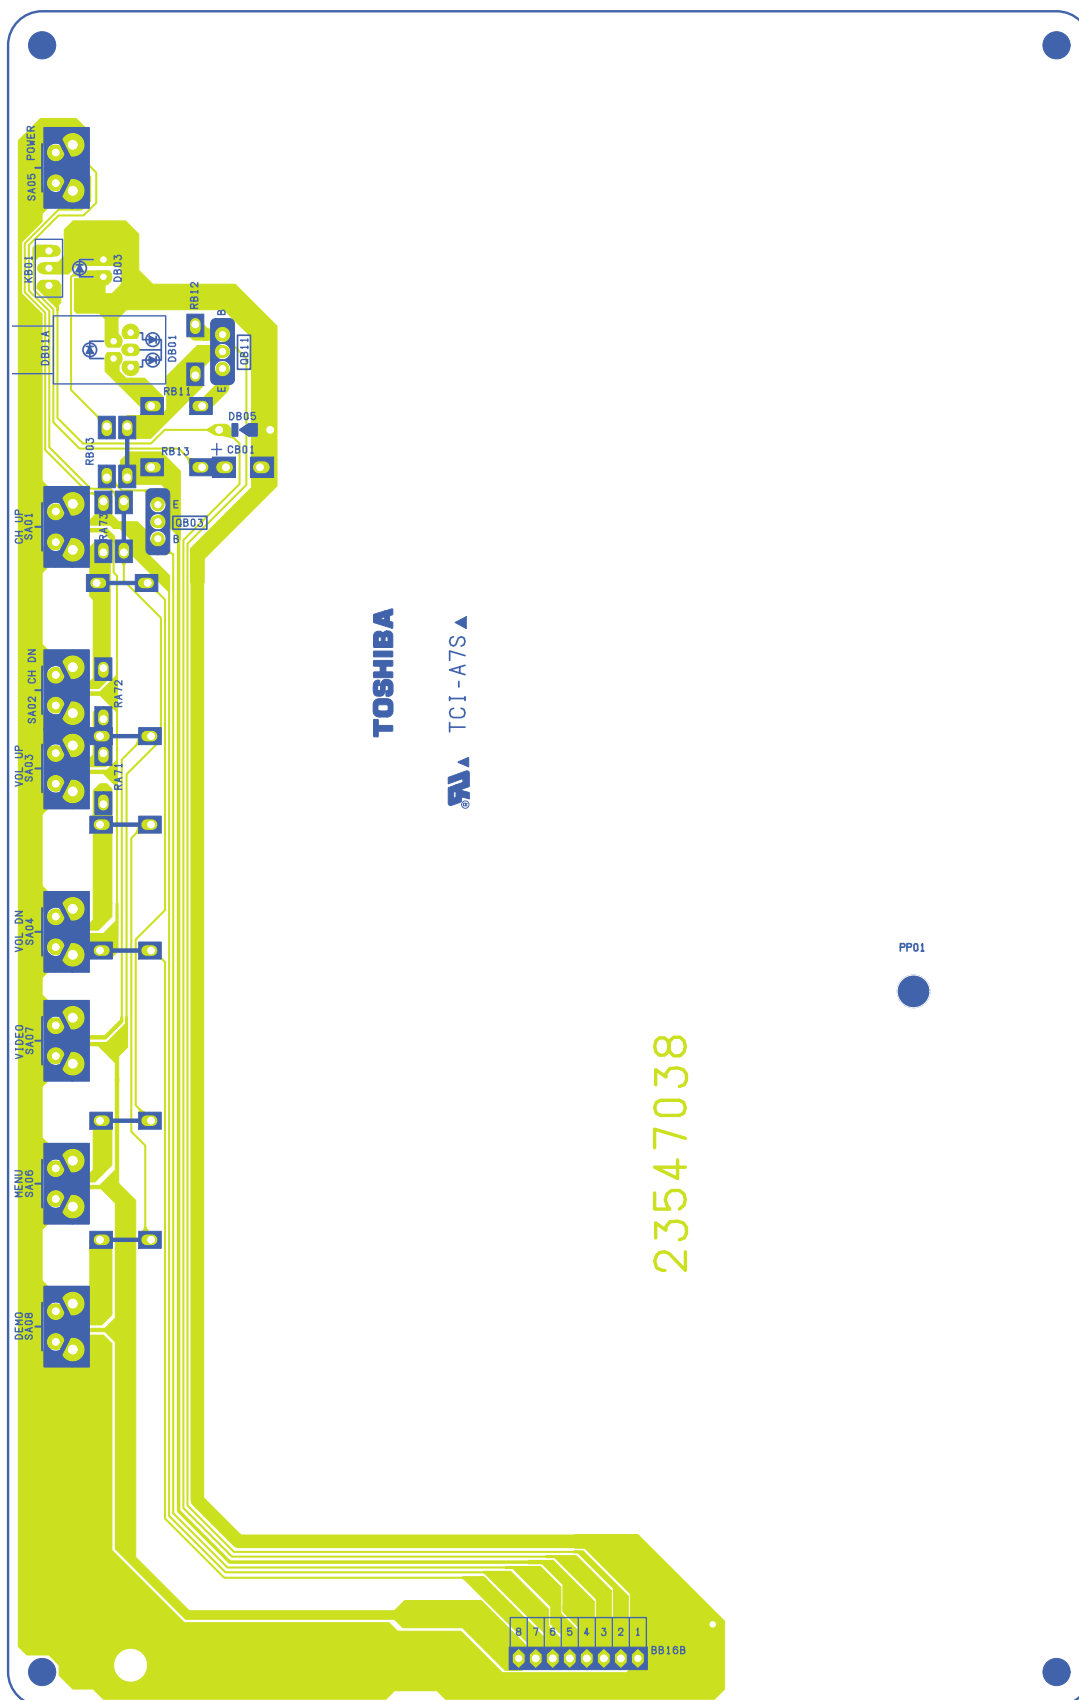 SA05 POWER
KB01
DB03
RB12
B
QB11
E
DB01A
DB01
RB11
DB05
RB03
RB13
+ CB01
CH UP
SA01
RA73
E
QB03
B
TOSHIBA
TCI-A7S
SA02 CH DN
RA72
VOL UP
SA03
RA71
®
VOL DN
SA04
PP01
VIDEO
SA07
23547038
MENU
SA06
DEMO
SA08
8 7 6 5 4 3 2 1
BB16B